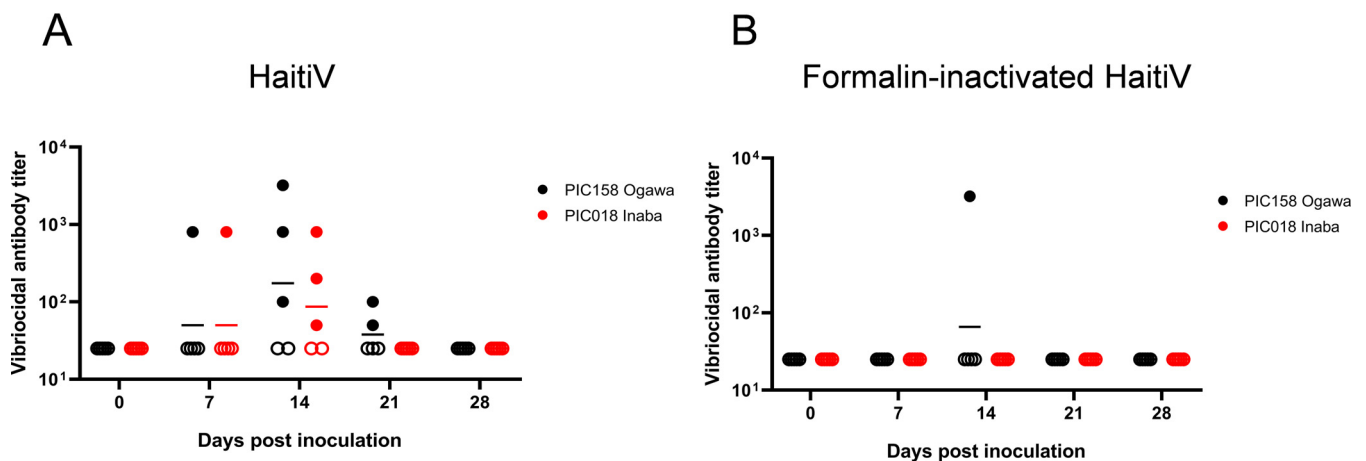 A
HaitiV
Vibriocidal antibody titer
10⁴
10³
10²
10¹
0 7 14 21 28
Days post inoculation
PIC158 Ogawa
PIC018 Inaba
B
Formalin-inactivated HaitiV
Vibriocidal antibody titer
10⁴
10³
10²
10¹
0 7 14 21 28
Days post inoculation
PIC158 Ogawa
PIC018 Inaba